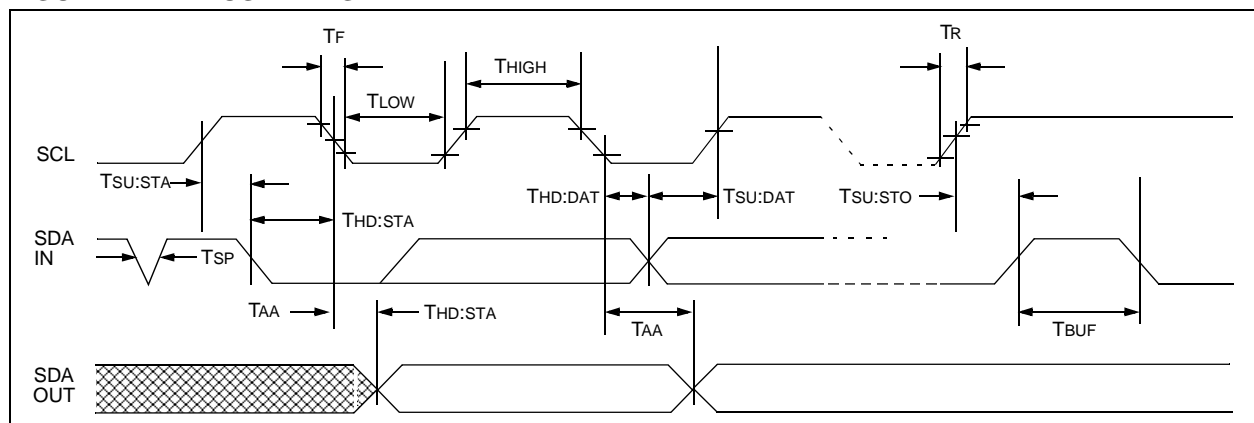 TF
TR
THIGH
TLOW
SCL
TSU:STA
THD:DAT
TSU:DAT
TSU:STO
THD:STA
SDA
IN
TSP
TAA
THD:STA
TAA
TBUF
SDA
OUT